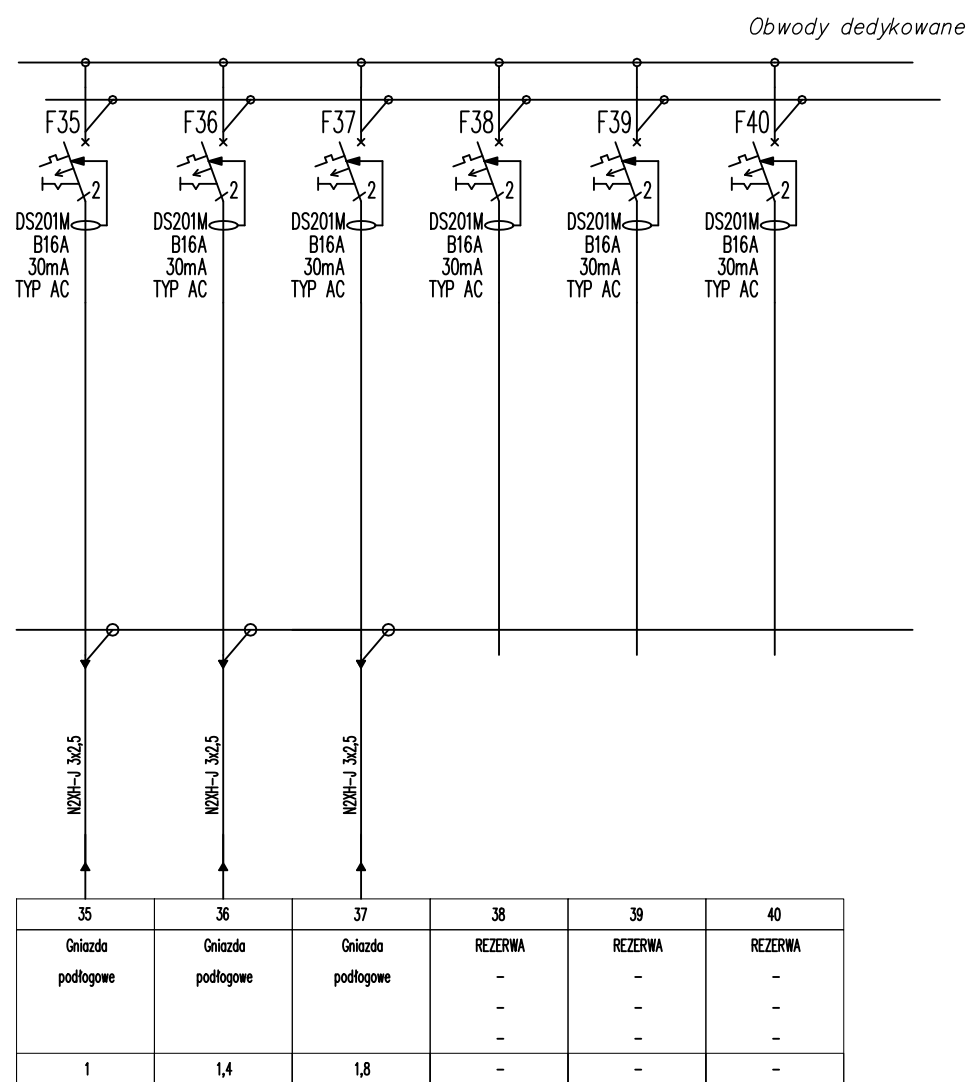 Obwody dedykowane
F35 F36 F37 F38 F39 F40
2 2 2 2 2 2
DS201M DS201M DS201M DS201M DS201M DS201M
B16A B16A B16A B16A B16A B16A
30mA 30mA 30mA 30mA 30mA 30mA
TYP AC TYP AC TYP AC TYP AC TYP AC TYP AC
N2XH-J 3x2,5 N2XH-J 3x2,5 N2XH-J 3x2,5
35 36 37 38 39 40
Gniazda Gniazda Gniazda REZERWA REZERWA REZERWA
podłogowe podłogowe podłogowe - - -
- - -
- - -
1 1,4 1,8 - - -